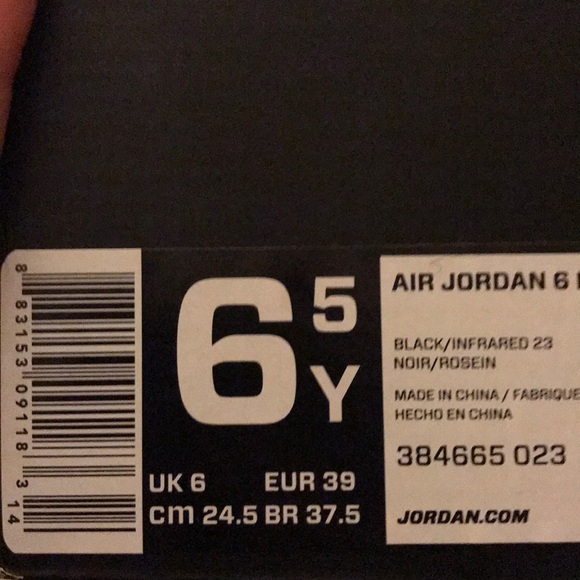 8 83153 09118 3 14
6 5
Y
UK 6 EUR 39
cm 24.5 BR 37.5
AIR JORDAN 6
BLACK/INFRARED 23
NOIR/ROSEIN
MADE IN CHINA / FABRIQUE
HECHO EN CHINA
384665 023
JORDAN.COM